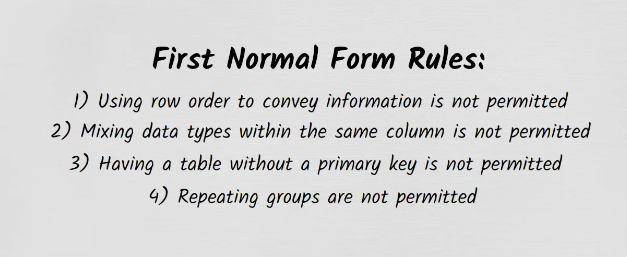 First Normal Form Rules:
1) Using row order to convey information is not permitted
2) Mixing data types within the same column is not permitted
3) Having a table without a primary key is not permitted
4) Repeating groups are not permitted